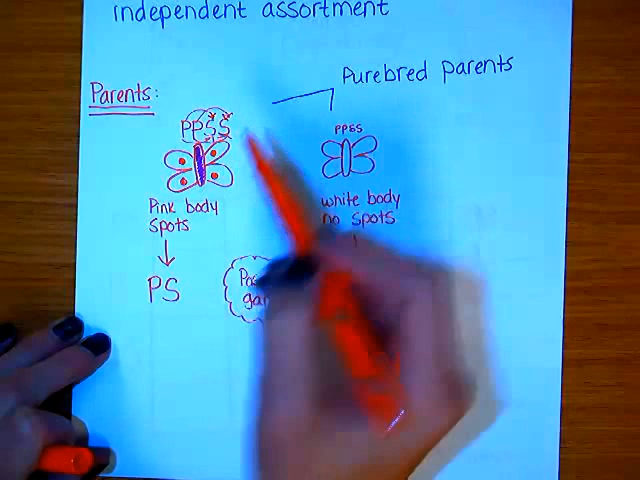 independent assortment
Purebred parents
Parents:
PPSS
ppss
Pink body
spots
white body
no spots
PS